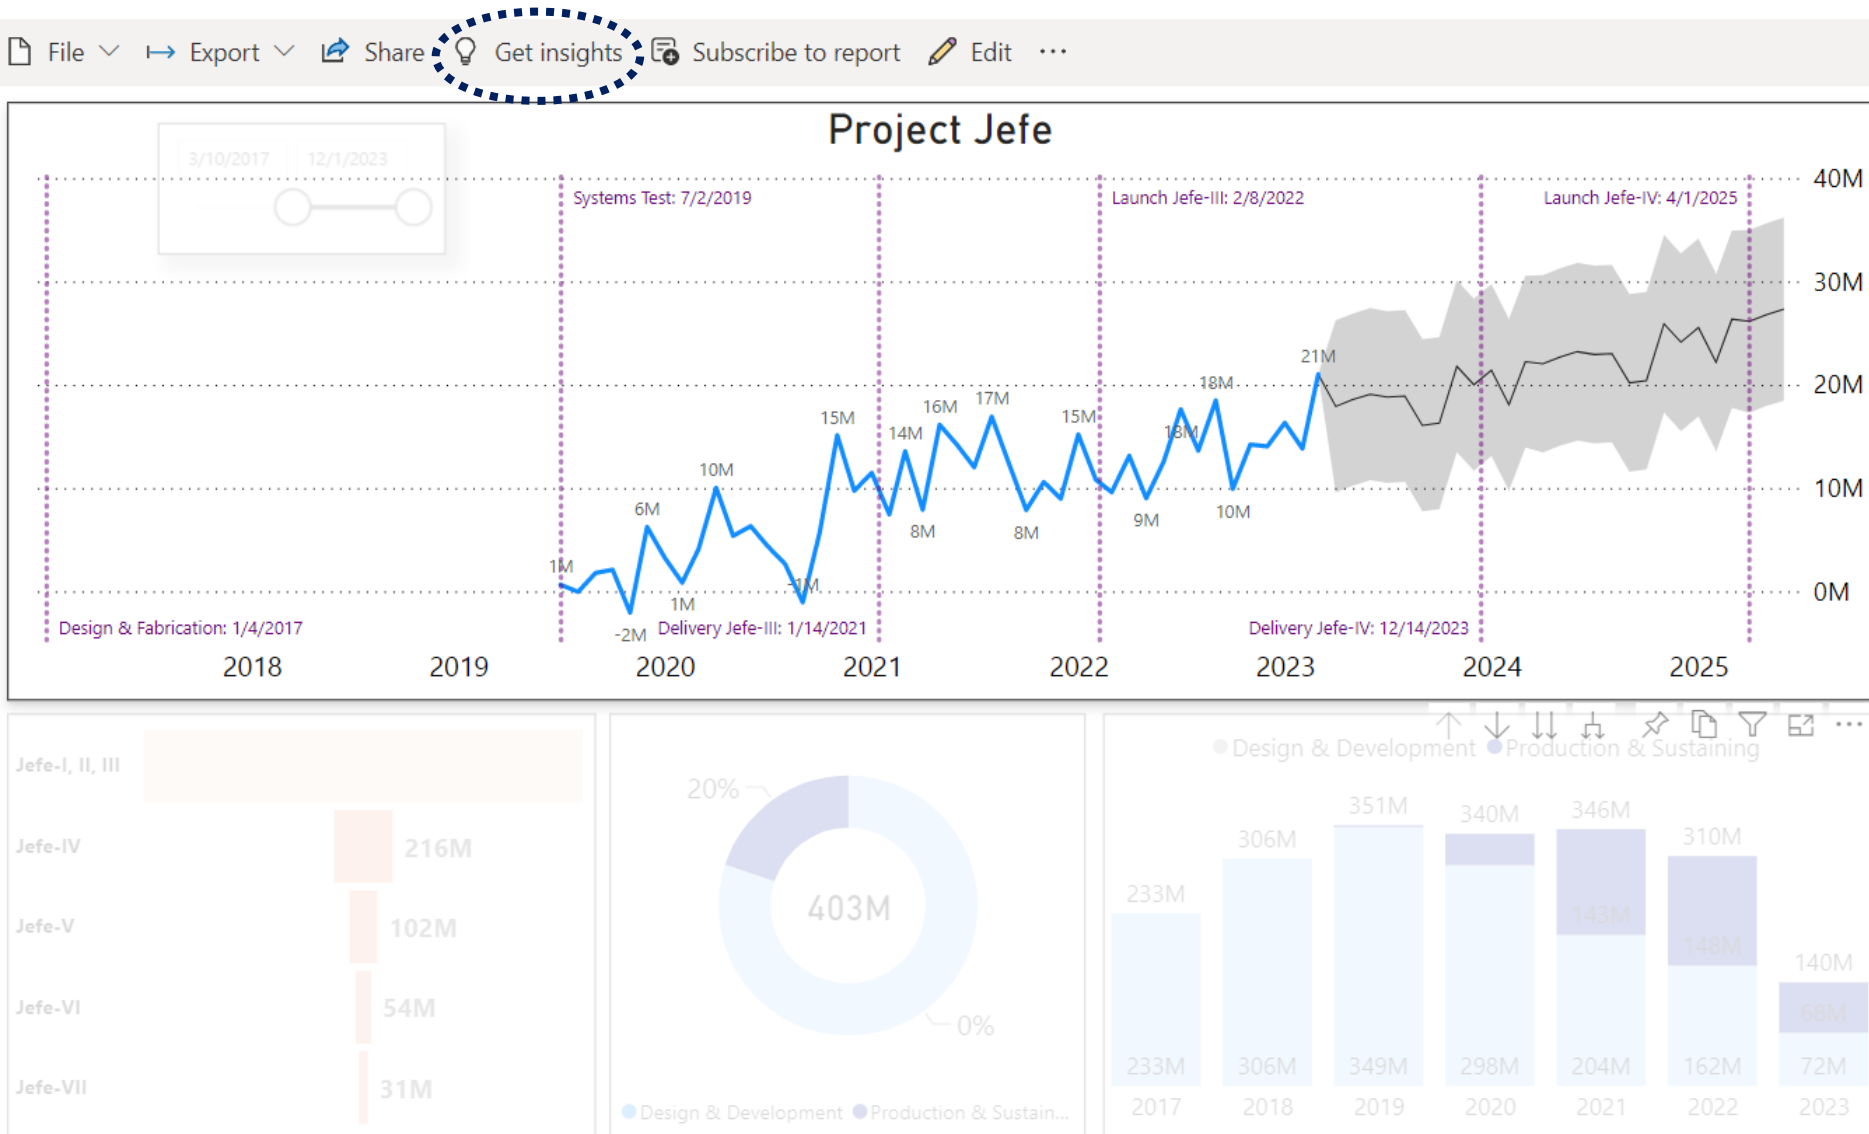 File Export Share Get insights Subscribe to report Edit ···
Project Jefe
3/10/2017 12/1/2023
40M
Systems Test: 7/2/2019 Launch Jefe-III: 2/8/2022 Launch Jefe-IV: 4/1/2025
30M
21M
20M
18M
17M
16M
15M
15M
14M
18M
10M
10M
6M
10M
9M
8M
8M
1M
-1M
0M
1M
-2M
Design & Fabrication: 1/4/2017 Delivery Jefe-III: 1/14/2021 Delivery Jefe-IV: 12/14/2023
2018 2019 2020 2021 2022 2023 2024 2025
Jefe-I, II, III
Jefe-IV 216M
Jefe-V 102M
Jefe-VI 54M
Jefe-VII 31M
20%
403M
0%
Design & Development Production & Sustain...
Design & Development Production & Sustaining
233M 306M 351M 340M 346M 310M 140M
143M 148M 68M
233M 306M 349M 298M 204M 162M 72M
2017 2018 2019 2020 2021 2022 2023